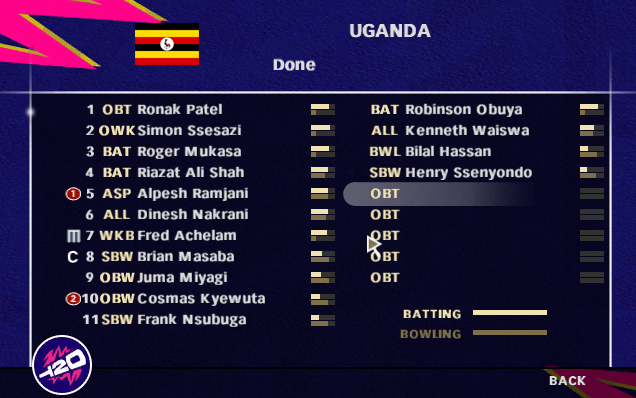 UGANDA
Done
1 OBT Ronak Patel
2 OWK Simon Ssesazi
3 BAT Roger Mukasa
4 BAT Riazat Ali Shah
1 5 ASP Alpesh Ramjani
6 ALL Dinesh Nakrani
7 WKB Fred Achelam
C 8 SBW Brian Masaba
9 OBW Juma Miyagi
2 10 OBW Cosmas Kyewuta
11 SBW Frank Nsubuga
BAT Robinson Obuya
ALL Kenneth Waiswa
BWL Bilal Hassan
SBW Henry Ssenyondo
OBT
OBT
OBT
OBT
OBT
BATTING
BOWLING
T20
BACK